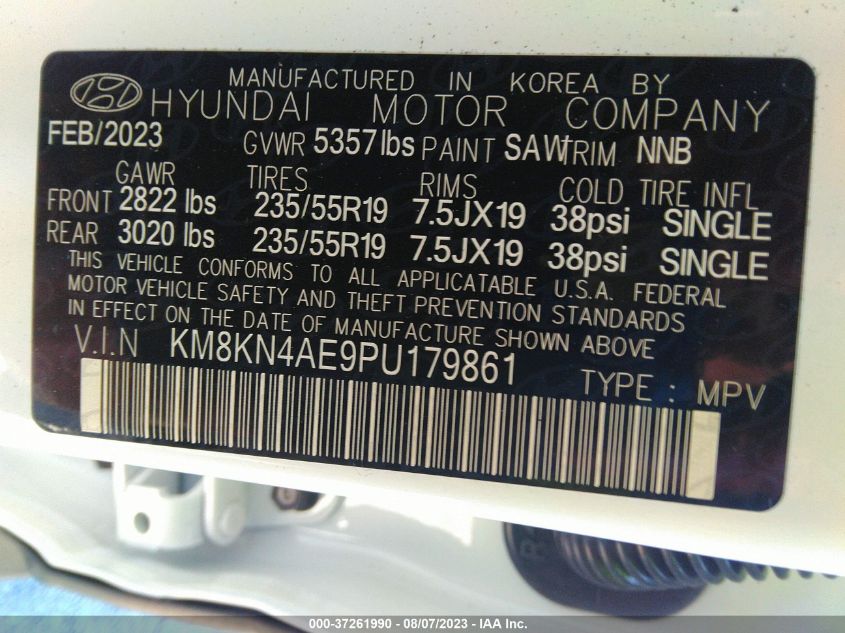 MANUFACTURED IN KOREA BY
HYUNDAI MOTOR COMPANY
FEB/2023 GVWR 5357lbs PAINT SAW TRIM NNB
GAWR TIRES RIMS COLD TIRE INFL
FRONT 2822 lbs 235/55R19 7.5JX19 38psi SINGLE
REAR 3020 lbs 235/55R19 7.5JX19 38psi SINGLE
THIS VEHICLE CONFORMS TO ALL APPLICATABLE U.S.A. FEDERAL
MOTOR VEHICLE SAFETY AND THEFT PREVENTION STANDARDS
IN EFFECT ON THE DATE OF MANUFACTURE SHOWN ABOVE
V.I.N KM8KN4AE9PU179861
TYPE : MPV
R
000-37261990 - 08/07/2023 - IAA Inc.